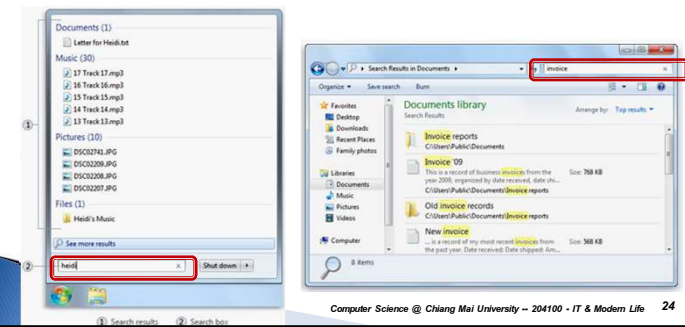 Documents (1)
Letter for Heidi.txt
Music (30)
17 Track 17.mp3
16 Track 16.mp3
15 Track 15.mp3
14 Track 14.mp3
13 Track 13.mp3
Pictures (10)
DSC02741.JPG
DSC02209.JPG
DSC02208.JPG
DSC02207.JPG
Files (1)
Heidi's Music
See more results
heidi
x
Shut down
1
2
1 Search results 2 Search box
Search Results in Documents
invoice
x
Organize Save search Burn
Favorites
Desktop
Downloads
Recent Places
Family photos
Libraries
Documents
Music
Pictures
Videos
Computer
Documents library
Search Results
Arrange by: Top results
Invoice reports
C:\Users\Public\Documents
Invoice '09
This is a record of business invoices from the
year 2009, organized by date received, date shi...
C:\Users\Public\Documents\Invoice reports
Size: 768 KB
Old invoice records
C:\Users\Public\Documents\Invoice reports
New invoice
... is a record of my most recent invoices from
the past year. Date received: Date shipped: Am...
Size: 568 KB
8 items
Computer Science @ Chiang Mai University -- 204100 - IT & Modern Life 24